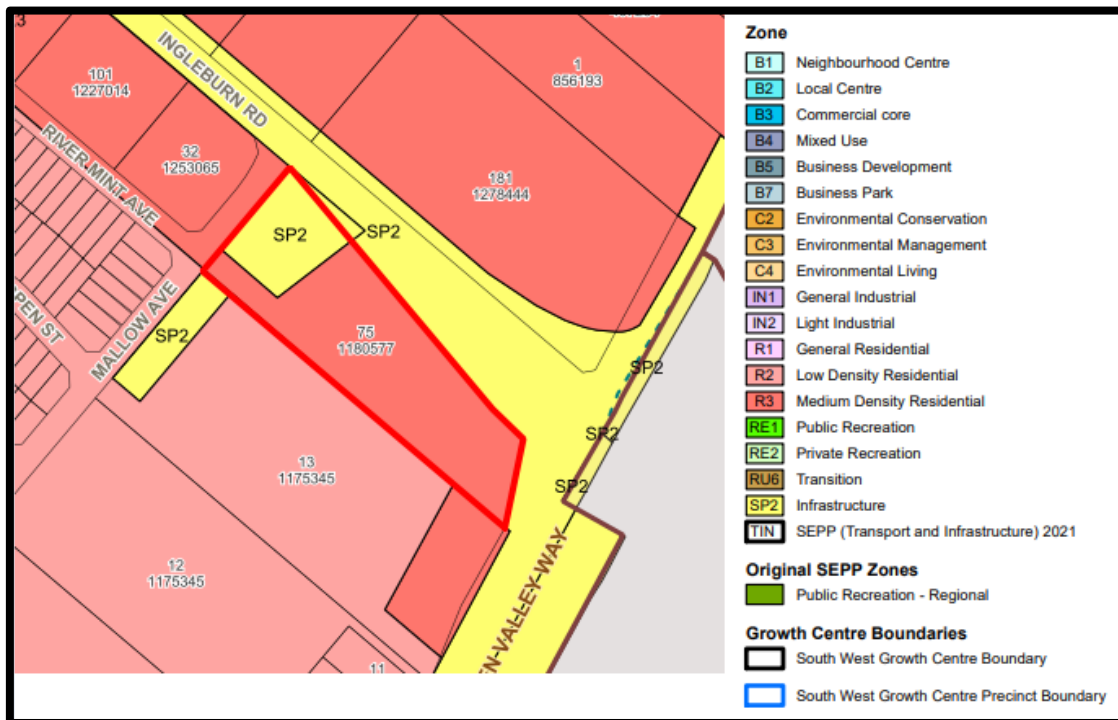 INGLEBURN RD
101
1227014
1
856193
RIVER MINT AVE
32
1253065
181
1278444
SP2
SP2
MALLOW AVE
SP2
75
1180577
SP2
SP2
SP2
13
1175345
12
1175345
11
Zone
B1 Neighbourhood Centre
B2 Local Centre
B3 Commercial core
B4 Mixed Use
B5 Business Development
B7 Business Park
C2 Environmental Conservation
C3 Environmental Management
C4 Environmental Living
IN1 General Industrial
IN2 Light Industrial
R1 General Residential
R2 Low Density Residential
R3 Medium Density Residential
RE1 Public Recreation
RE2 Private Recreation
RU6 Transition
SP2 Infrastructure
TIN SEPP (Transport and Infrastructure) 2021
Original SEPP Zones
Public Recreation - Regional
Growth Centre Boundaries
South West Growth Centre Boundary
South West Growth Centre Precinct Boundary